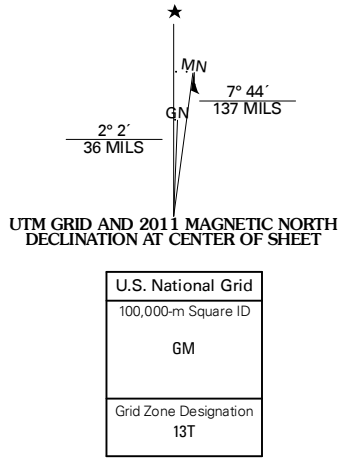 ★
MN
7° 44´
137 MILS
GN
2° 2´
36 MILS
UTM GRID AND 2011 MAGNETIC NORTH
DECLINATION AT CENTER OF SHEET
U.S. National Grid
100,000-m Square ID
GM
Grid Zone Designation
13T